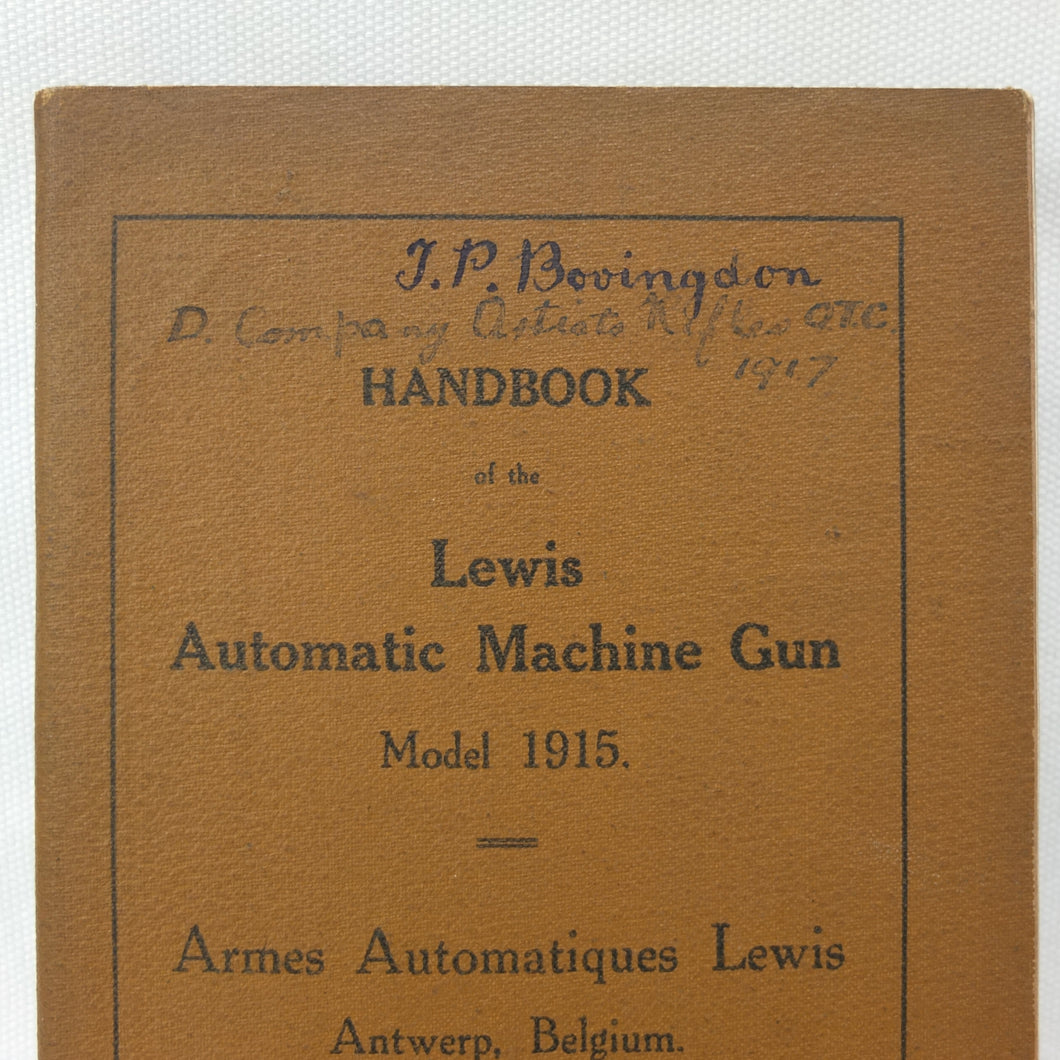 J.P. Bovingdon
D. Company Artists Rifles OTC.
1917
HANDBOOK
of the
Lewis
Automatic Machine Gun
Model 1915.
Armes Automatiques Lewis
Antwerp, Belgium.